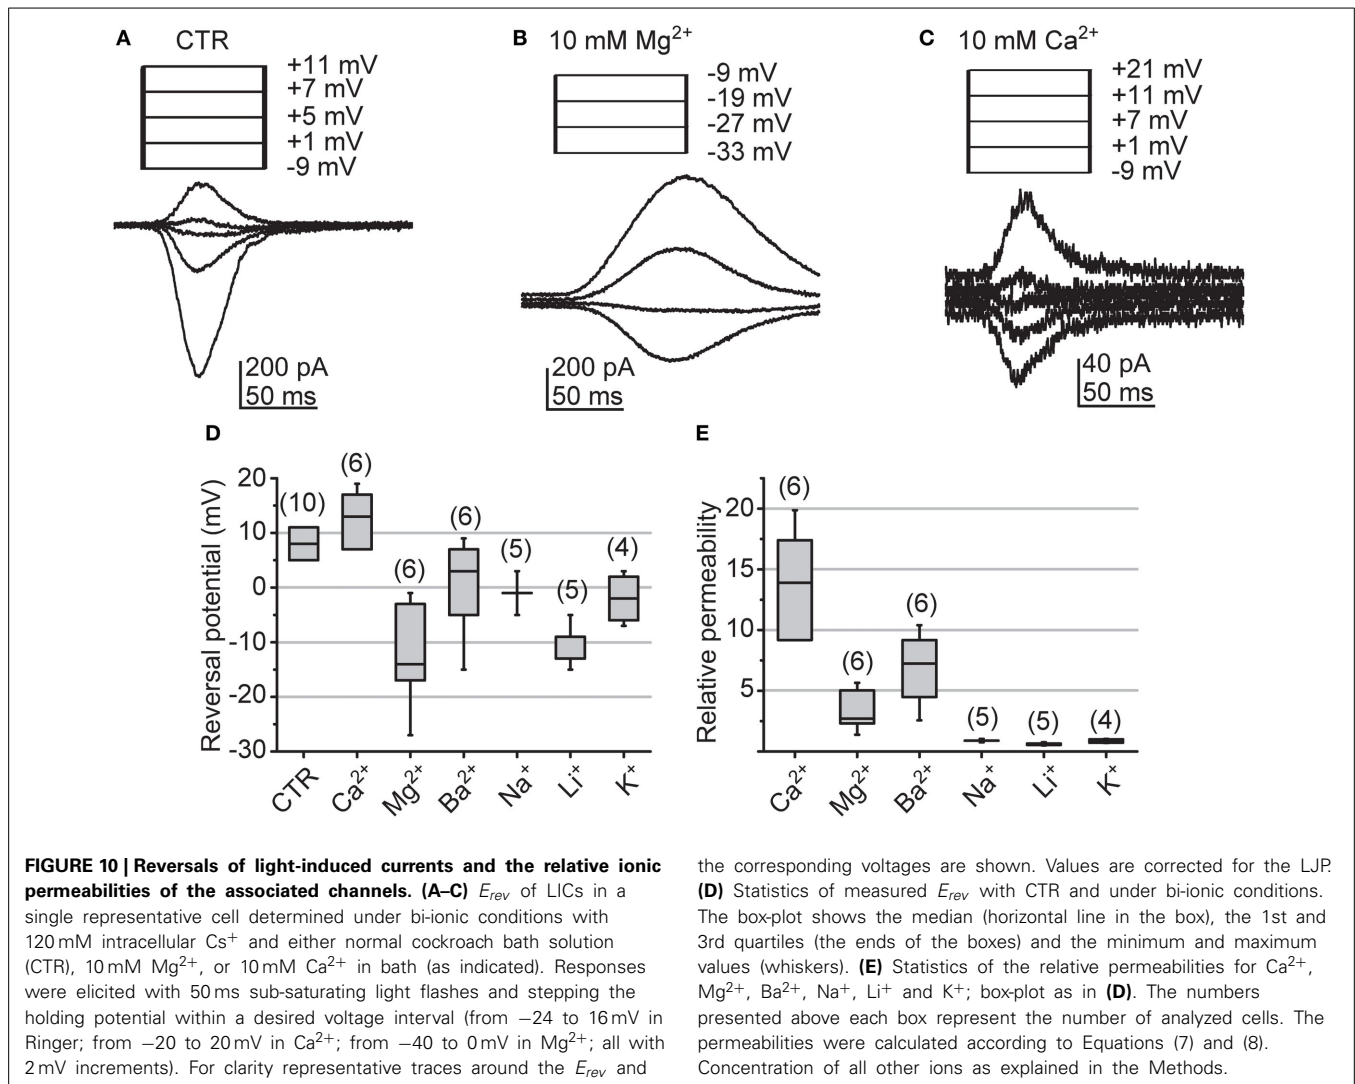 A CTR
+11 mV
+7 mV
+5 mV
+1 mV
-9 mV
200 pA
50 ms
B 10 mM Mg²⁺
-9 mV
-19 mV
-27 mV
-33 mV
200 pA
50 ms
C 10 mM Ca²⁺
+21 mV
+11 mV
+7 mV
+1 mV
-9 mV
40 pA
50 ms
D
Reversal potential (mV)
20
10
0
-10
-20
-30
(10)
(6)
(6)
(6)
(5)
(5)
(4)
CTR
Ca²⁺
Mg²⁺
Ba²⁺
Na⁺
Li⁺
K⁺
E
Relative permeability
20
15
10
5
(6)
(6)
(6)
(5)
(5)
(4)
Ca²⁺
Mg²⁺
Ba²⁺
Na⁺
Li⁺
K⁺
FIGURE 10 | Reversals of light-induced currents and the relative ionic
permeabilities of the associated channels. (A–C) Erev of LICs in a
single representative cell determined under bi-ionic conditions with
120 mM intracellular Cs⁺ and either normal cockroach bath solution
(CTR), 10 mM Mg²⁺, or 10 mM Ca²⁺ in bath (as indicated). Responses
were elicited with 50 ms sub-saturating light flashes and stepping the
holding potential within a desired voltage interval (from −24 to 16 mV in
Ringer; from −20 to 20 mV in Ca²⁺; from −40 to 0 mV in Mg²⁺; all with
2 mV increments). For clarity representative traces around the Erev and
the corresponding voltages are shown. Values are corrected for the LJP.
(D) Statistics of measured Erev with CTR and under bi-ionic conditions.
The box-plot shows the median (horizontal line in the box), the 1st and
3rd quartiles (the ends of the boxes) and the minimum and maximum
values (whiskers). (E) Statistics of the relative permeabilities for Ca²⁺,
Mg²⁺, Ba²⁺, Na⁺, Li⁺ and K⁺; box-plot as in (D). The numbers
presented above each box represent the number of analyzed cells. The
permeabilities were calculated according to Equations (7) and (8).
Concentration of all other ions as explained in the Methods.